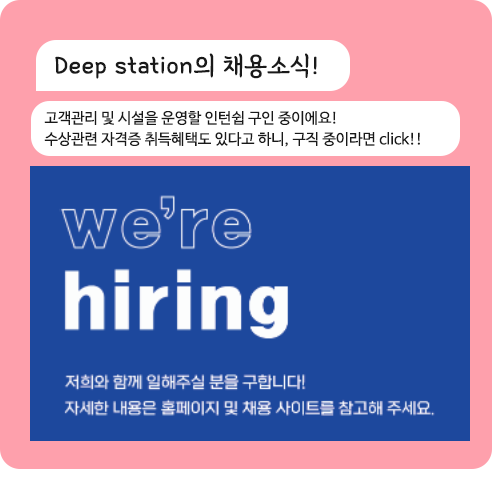 Deep station의 채용소식!
고객관리 및 시설을 운영할 인턴쉽 구인 중이에요!
수상관련 자격증 취득혜택도 있다고 하니, 구직 중이라면 click!!
we're
hiring
저희와 함께 일해주실 분을 구합니다!
자세한 내용은 홈페이지 및 채용 사이트를 참고해 주세요.